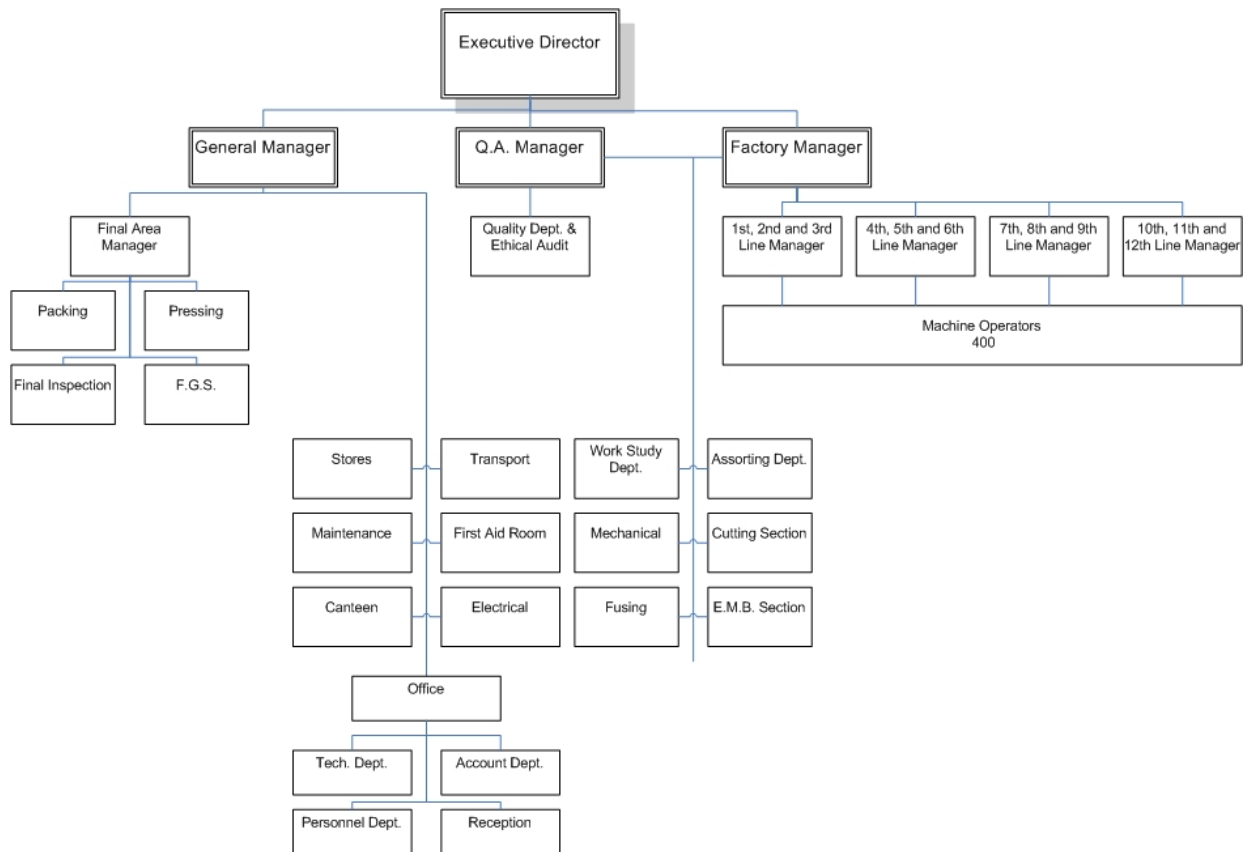 Executive Director
General Manager
Q.A. Manager
Factory Manager
Final Area
Manager
Quality Dept. &
Ethical Audit
1st, 2nd and 3rd
Line Manager
4th, 5th and 6th
Line Manager
7th, 8th and 9th
Line Manager
10th, 11th and
12th Line Manager
Packing
Pressing
Machine Operators
400
Final Inspection
F.G.S.
Stores
Transport
Work Study
Dept.
Assorting Dept.
Maintenance
First Aid Room
Mechanical
Cutting Section
Canteen
Electrical
Fusing
E.M.B. Section
Office
Tech. Dept.
Account Dept.
Personnel Dept.
Reception